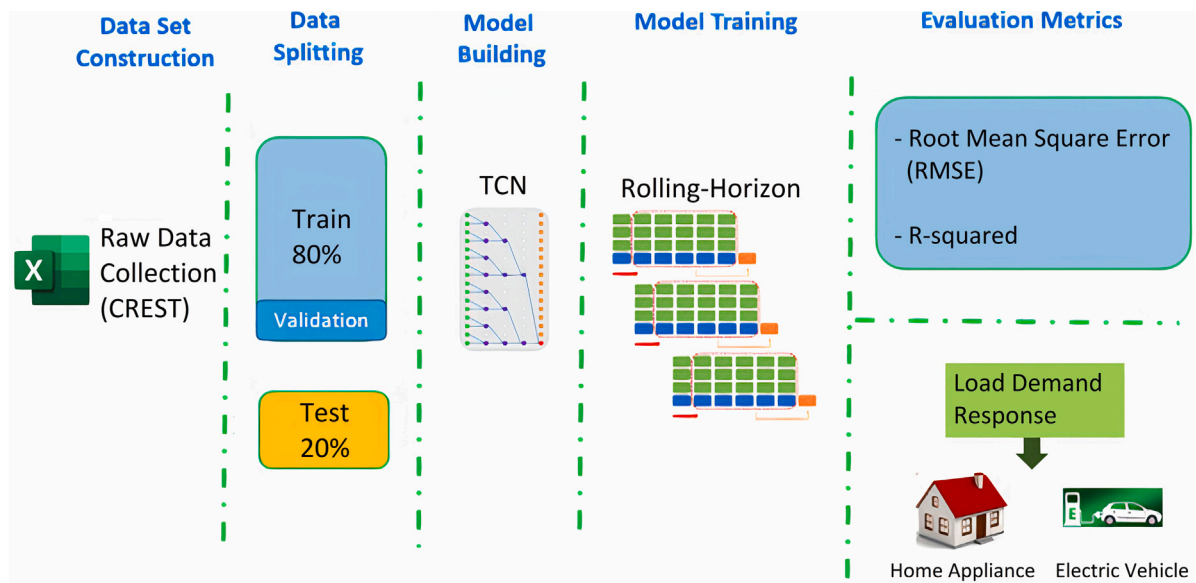 Data Set
Construction
Data
Splitting
Model
Building
Model Training
Evaluation Metrics
X
Raw Data
Collection
(CREST)
Train
80%
Validation
Test
20%
TCN
Rolling-Horizon
- Root Mean Square Error
(RMSE)
- R-squared
Load Demand
Response
E
Home Appliance
Electric Vehicle